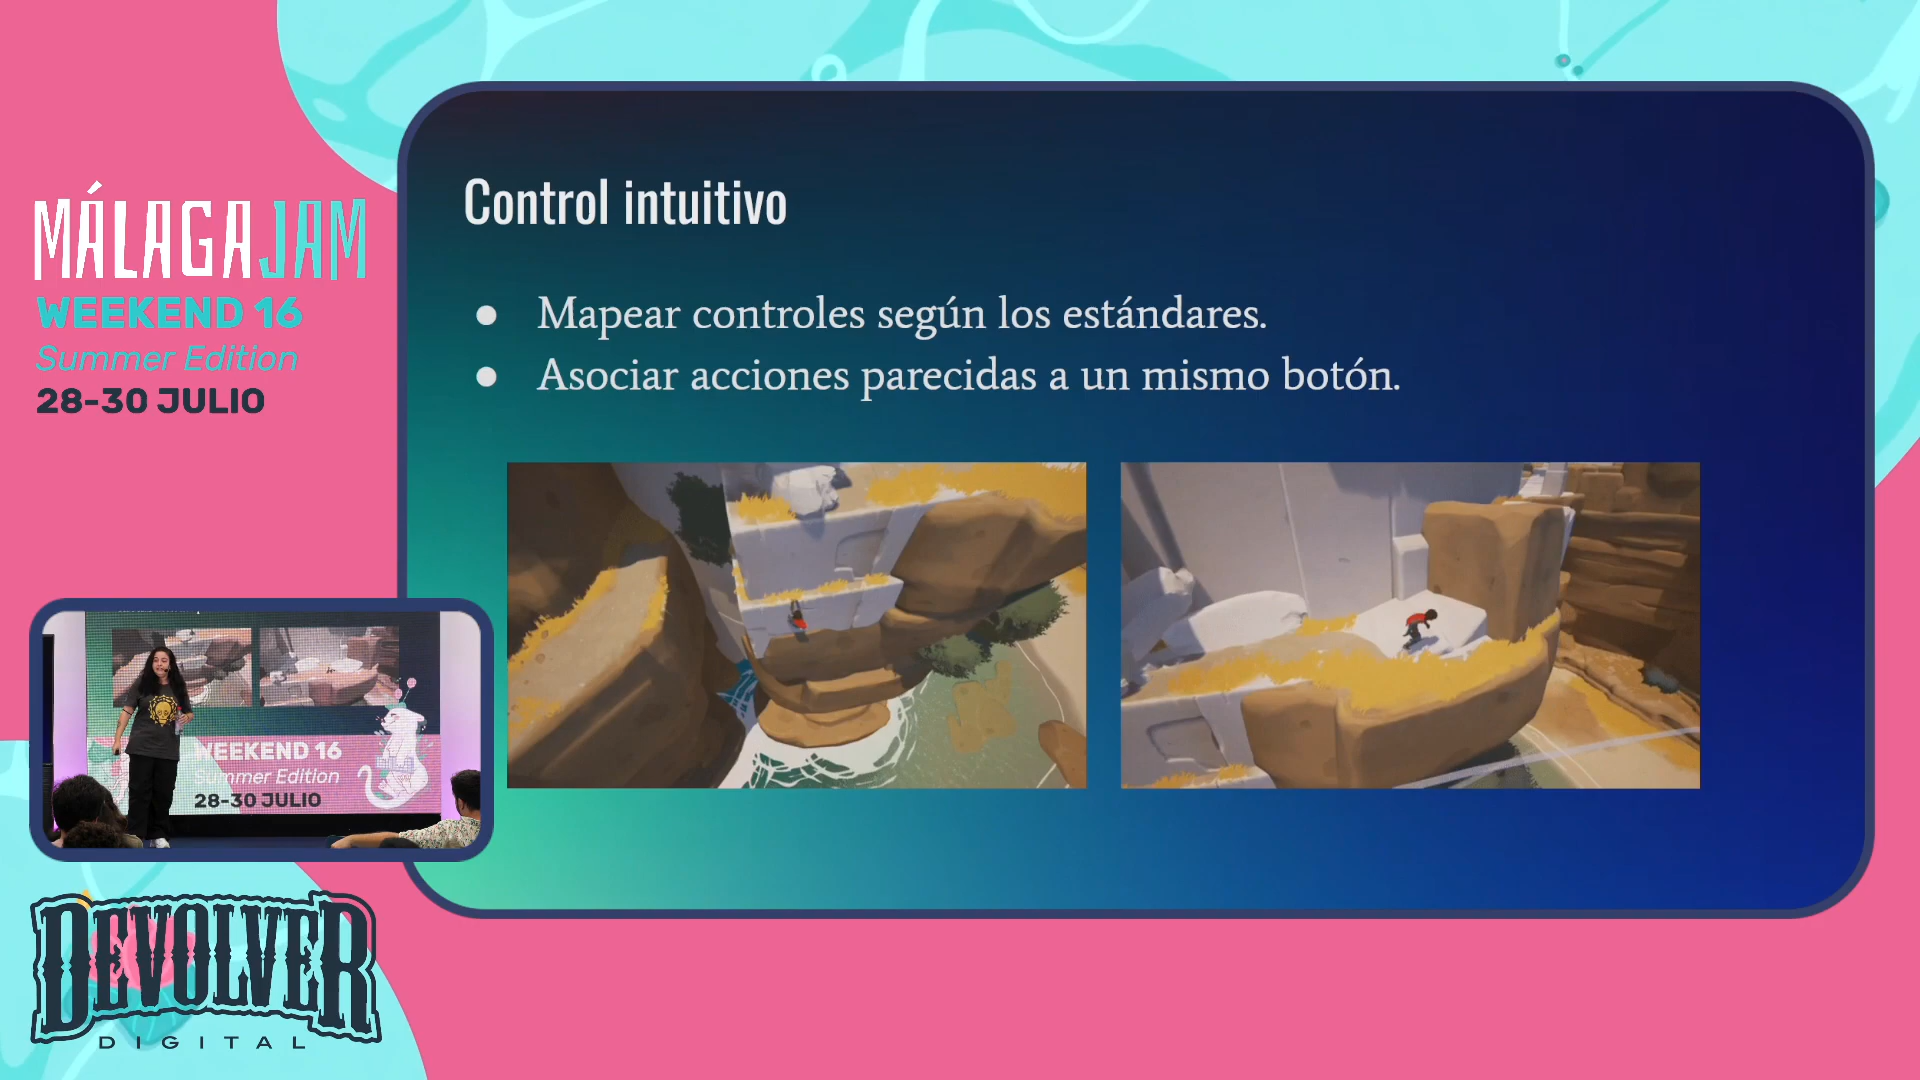 MÁLAGAJAM
WEEKEND 16
Summer Edition
28-30 JULIO
Control intuitivo
● Mapear controles según los estándares.
● Asociar acciones parecidas a un mismo botón.
WEEKEND 16
Summer Edition
28-30 JULIO
DEVOLVER
DIGITAL